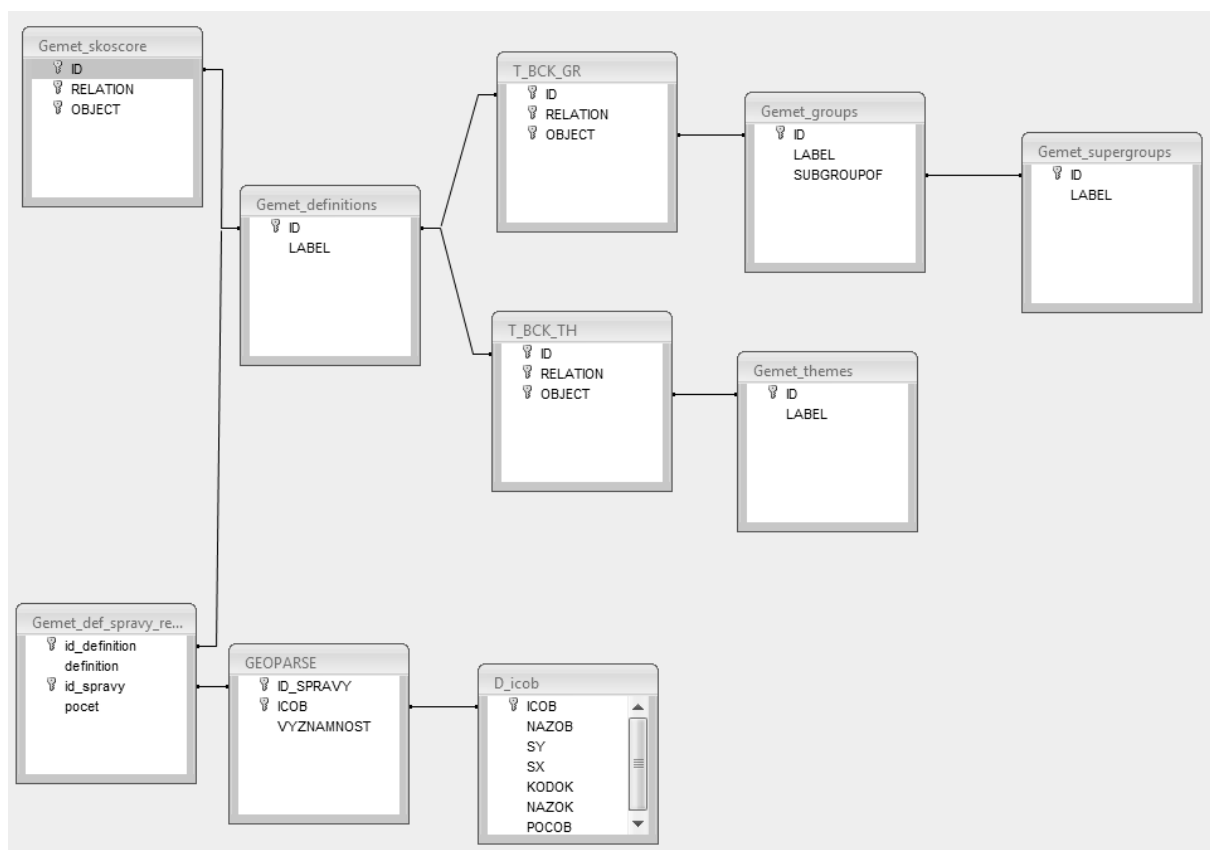 Gemet_skoscore
ID
RELATION
OBJECT
Gemet_definitions
ID
LABEL
T_BCK_GR
ID
RELATION
OBJECT
Gemet_groups
ID
LABEL
SUBGROUPOF
Gemet_supergroups
ID
LABEL
T_BCK_TH
ID
RELATION
OBJECT
Gemet_themes
ID
LABEL
Gemet_def_spravy_re...
id_definition
definition
id_spravy
pocet
GEOPARSE
ID_SPRAVY
ICOB
VYZNAMNOST
D_icob
ICOB
NAZOB
SY
SX
KODOK
NAZOK
POCOB